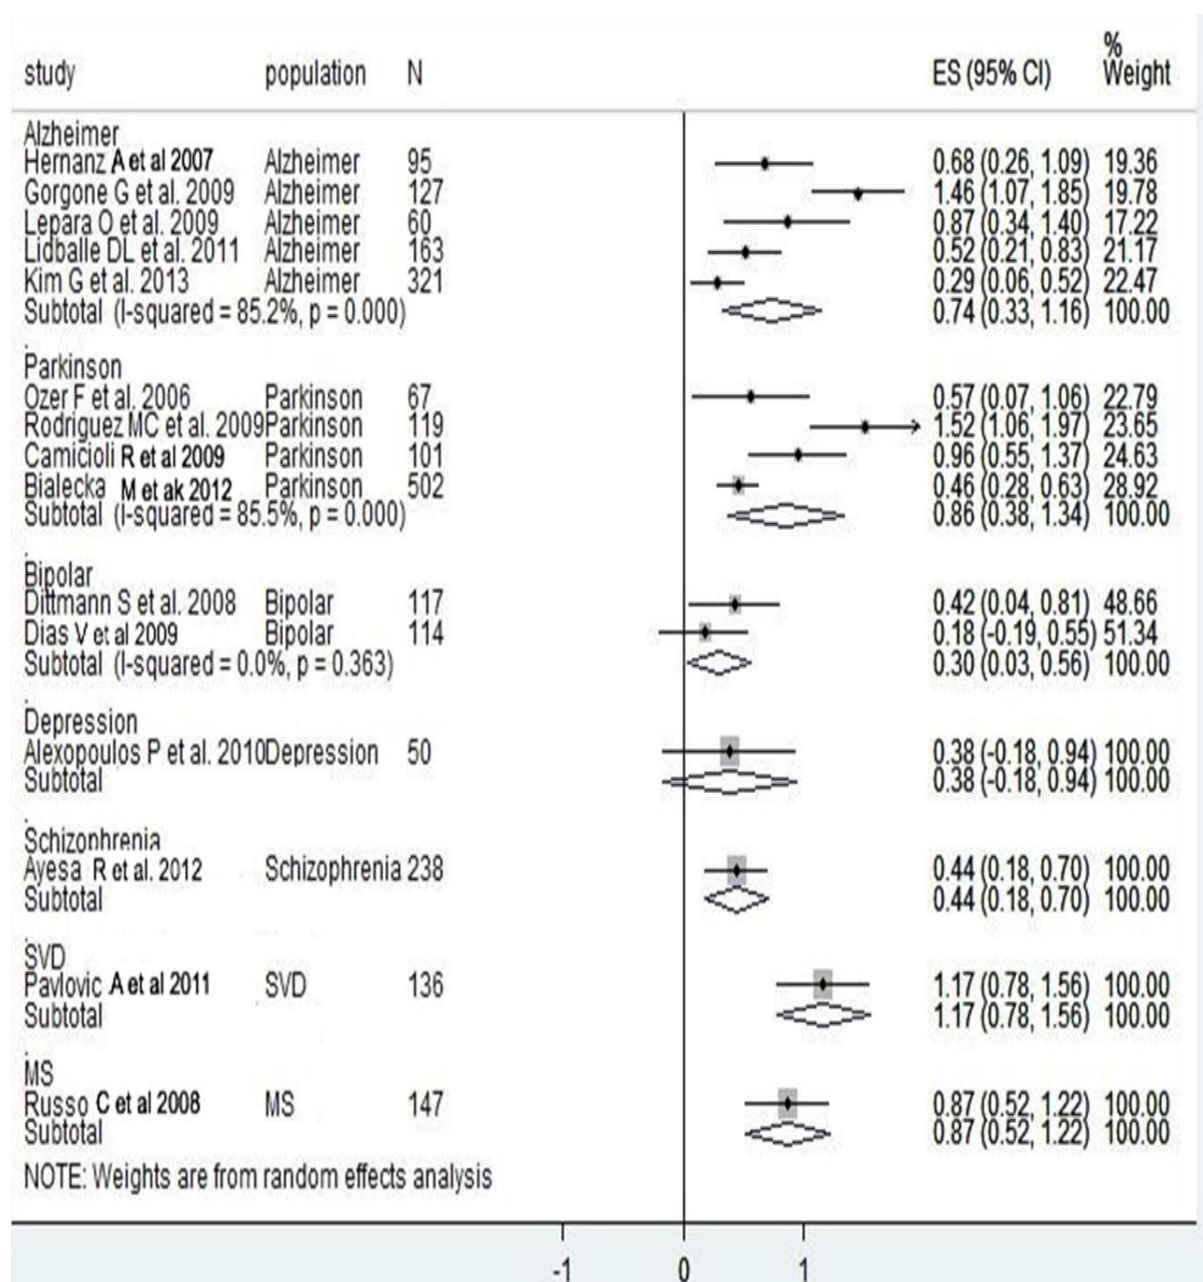 study population N ES (95% CI) % Weight
Alzheimer
Hernanz A et al 2007 Alzheimer 95 0.68 (0.26, 1.09) 19.36
Gorgone G et al. 2009 Alzheimer 127 1.46 (1.07, 1.85) 19.78
Lepara O et al. 2009 Alzheimer 60 0.87 (0.34, 1.40) 17.22
Lidballe DL et al. 2011 Alzheimer 163 0.52 (0.21, 0.83) 21.17
Kim G et al. 2013 Alzheimer 321 0.29 (0.06, 0.52) 22.47
Subtotal (I-squared = 85.2%, p = 0.000) 0.74 (0.33, 1.16) 100.00
.
Parkinson
Ozer F et al. 2006 Parkinson 67 0.57 (0.07, 1.06) 22.79
Rodriguez MC et al. 2009 Parkinson 119 1.52 (1.06, 1.97) 23.65
Camicioli R et al 2009 Parkinson 101 0.96 (0.55, 1.37) 24.63
Bialecka M et ak 2012 Parkinson 502 0.46 (0.28, 0.63) 28.92
Subtotal (I-squared = 85.5%, p = 0.000) 0.86 (0.38, 1.34) 100.00
.
Bipolar
Dittmann S et al. 2008 Bipolar 117 0.42 (0.04, 0.81) 48.66
Dias V et al 2009 Bipolar 114 0.18 (-0.19, 0.55) 51.34
Subtotal (I-squared = 0.0%, p = 0.363) 0.30 (0.03, 0.56) 100.00
.
Depression
Alexopoulos P et al. 2010 Depression 50 0.38 (-0.18, 0.94) 100.00
Subtotal 0.38 (-0.18, 0.94) 100.00
.
Schizophrenia
Ayesa R et al. 2012 Schizophrenia 238 0.44 (0.18, 0.70) 100.00
Subtotal 0.44 (0.18, 0.70) 100.00
.
SVD
Pavlovic A et al 2011 SVD 136 1.17 (0.78, 1.56) 100.00
Subtotal 1.17 (0.78, 1.56) 100.00
.
MS
Russo C et al 2008 MS 147 0.87 (0.52, 1.22) 100.00
Subtotal 0.87 (0.52, 1.22) 100.00
NOTE: Weights are from random effects analysis
-1 0 1